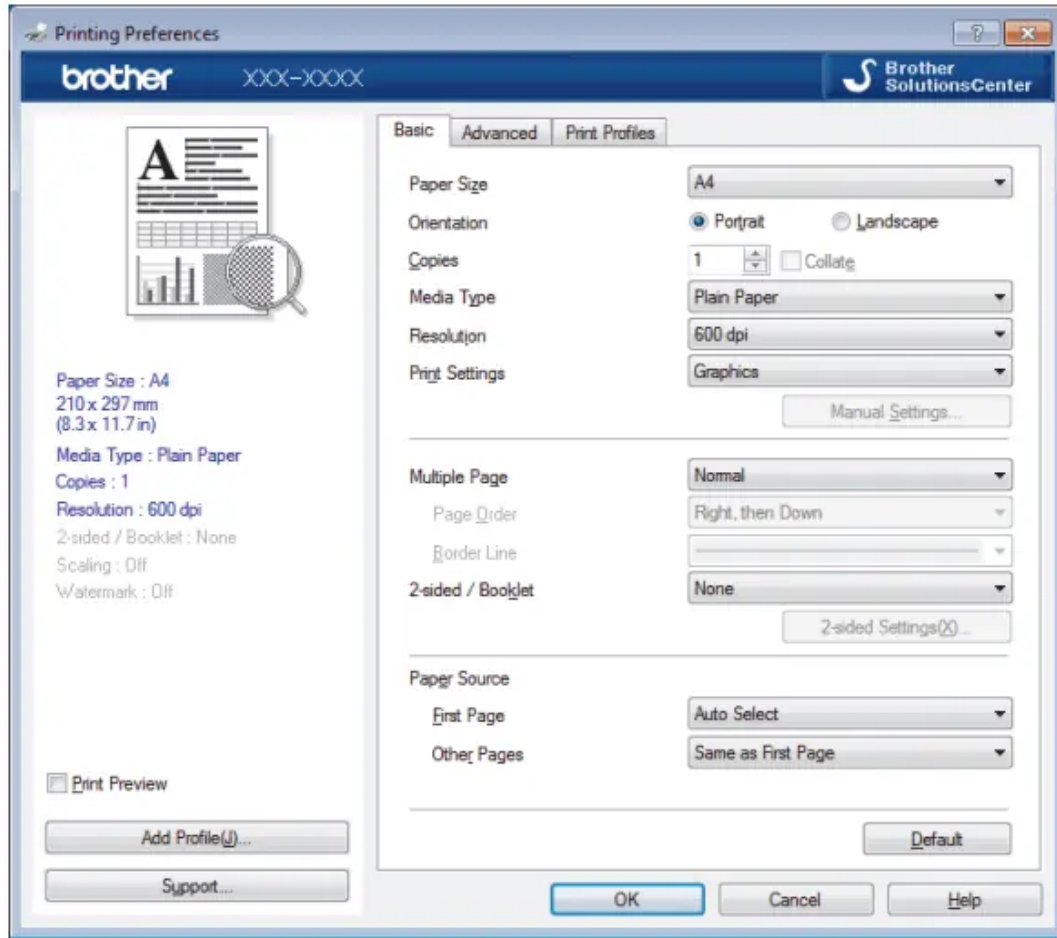 Printing Preferences
brother XXX-XXXX Brother
SolutionsCenter
A
Paper Size : A4
210 x 297 mm
(8.3 x 11.7 in)
Media Type : Plain Paper
Copies : 1
Resolution : 600 dpi
2-sided / Booklet : None
Scaling : Off
Watermark : Off
Print Preview
Add Profile(J)...
Support...
Basic Advanced Print Profiles
Paper Size A4
Orientation Portrait Landscape
Copies 1 Collate
Media Type Plain Paper
Resolution 600 dpi
Print Settings Graphics
Manual Settings...
Multiple Page Normal
Page Order Right, then Down
Border Line
2-sided / Booklet None
2-sided Settings(X)...
Paper Source
First Page Auto Select
Other Pages Same as First Page
Default
OK Cancel Help